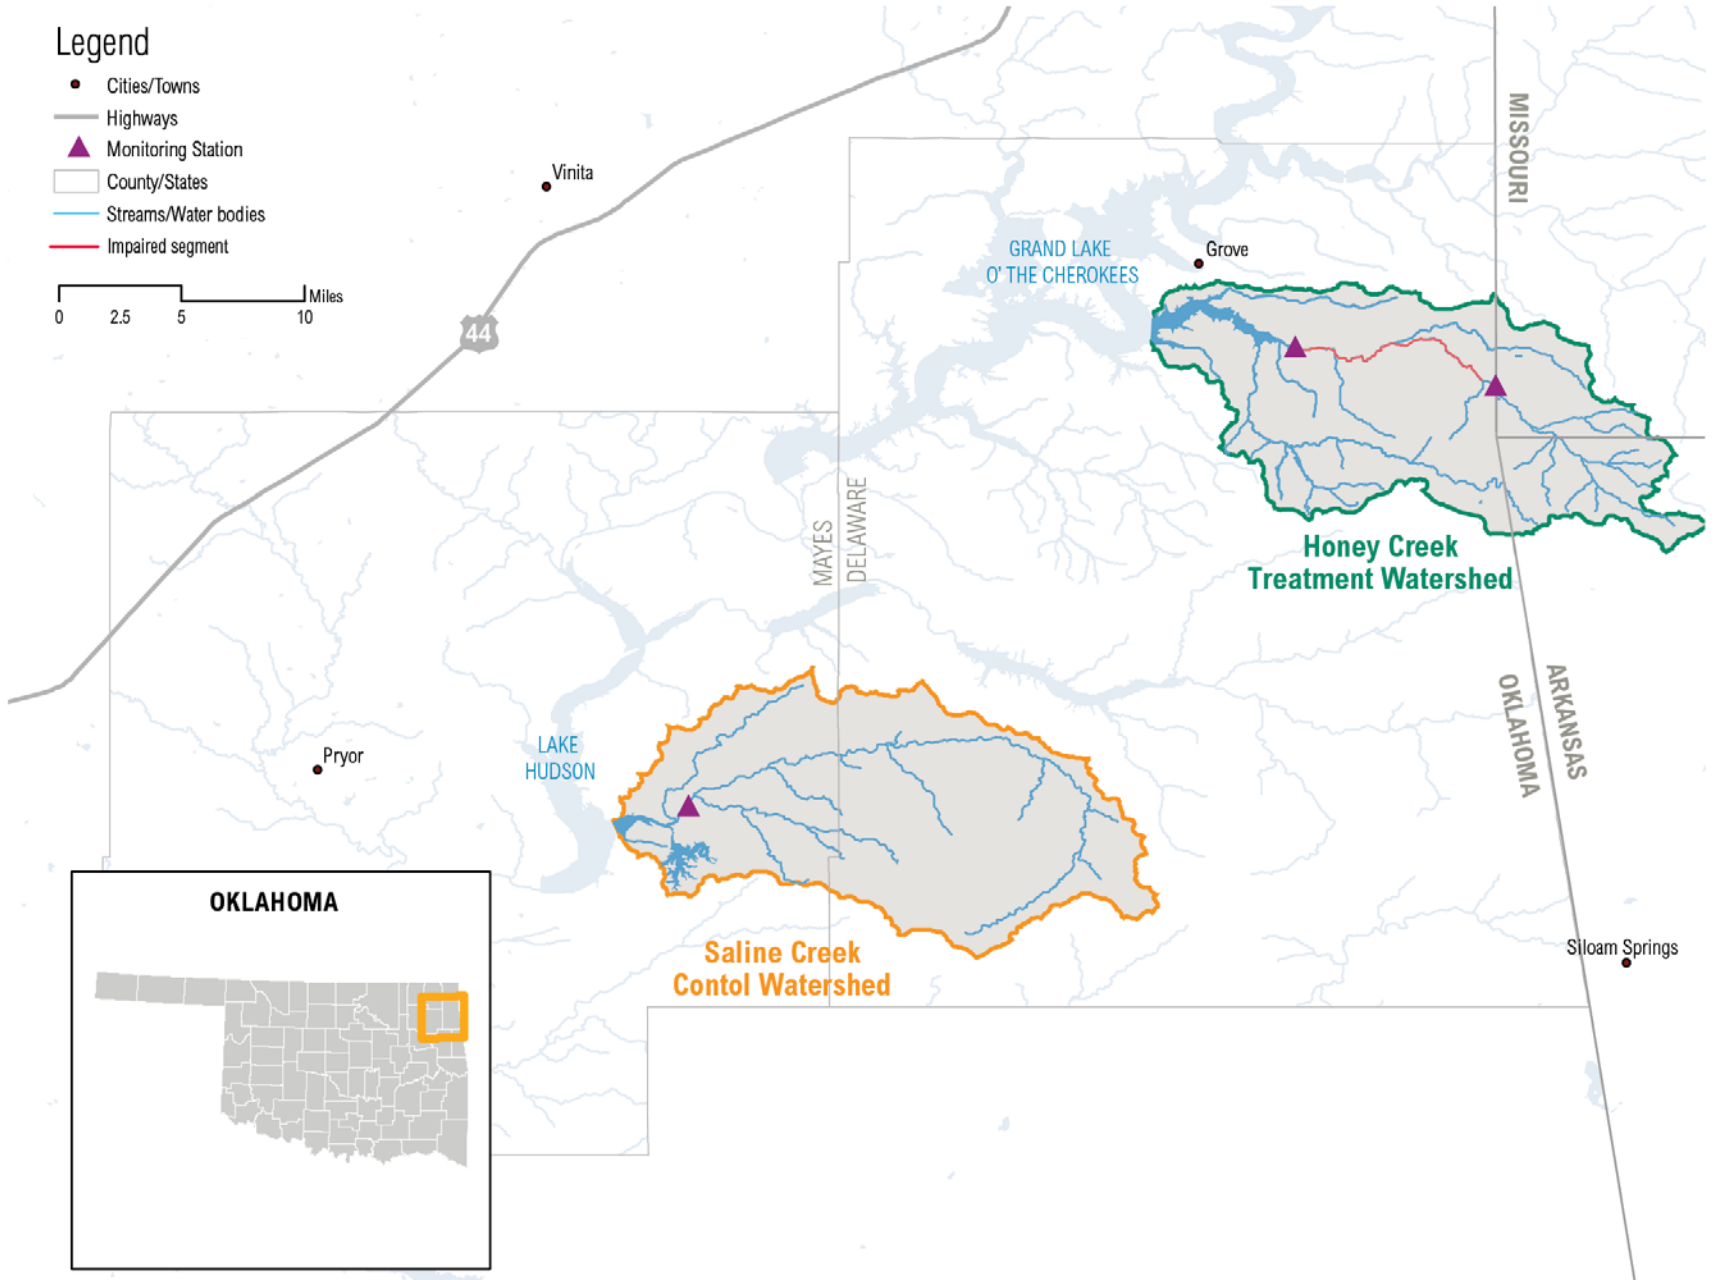 Legend
Cities/Towns
Highways
Monitoring Station
County/States
Streams/Water bodies
Impaired segment
Miles
0 2.5 5 10
Vinita
44
MISSOURI
GRAND LAKE
O' THE CHEROKEES
Grove
MAYES
DELAWARE
Honey Creek
Treatment Watershed
ARKANSAS
OKLAHOMA
Pryor
LAKE
HUDSON
Saline Creek
Contol Watershed
Siloam Springs
OKLAHOMA